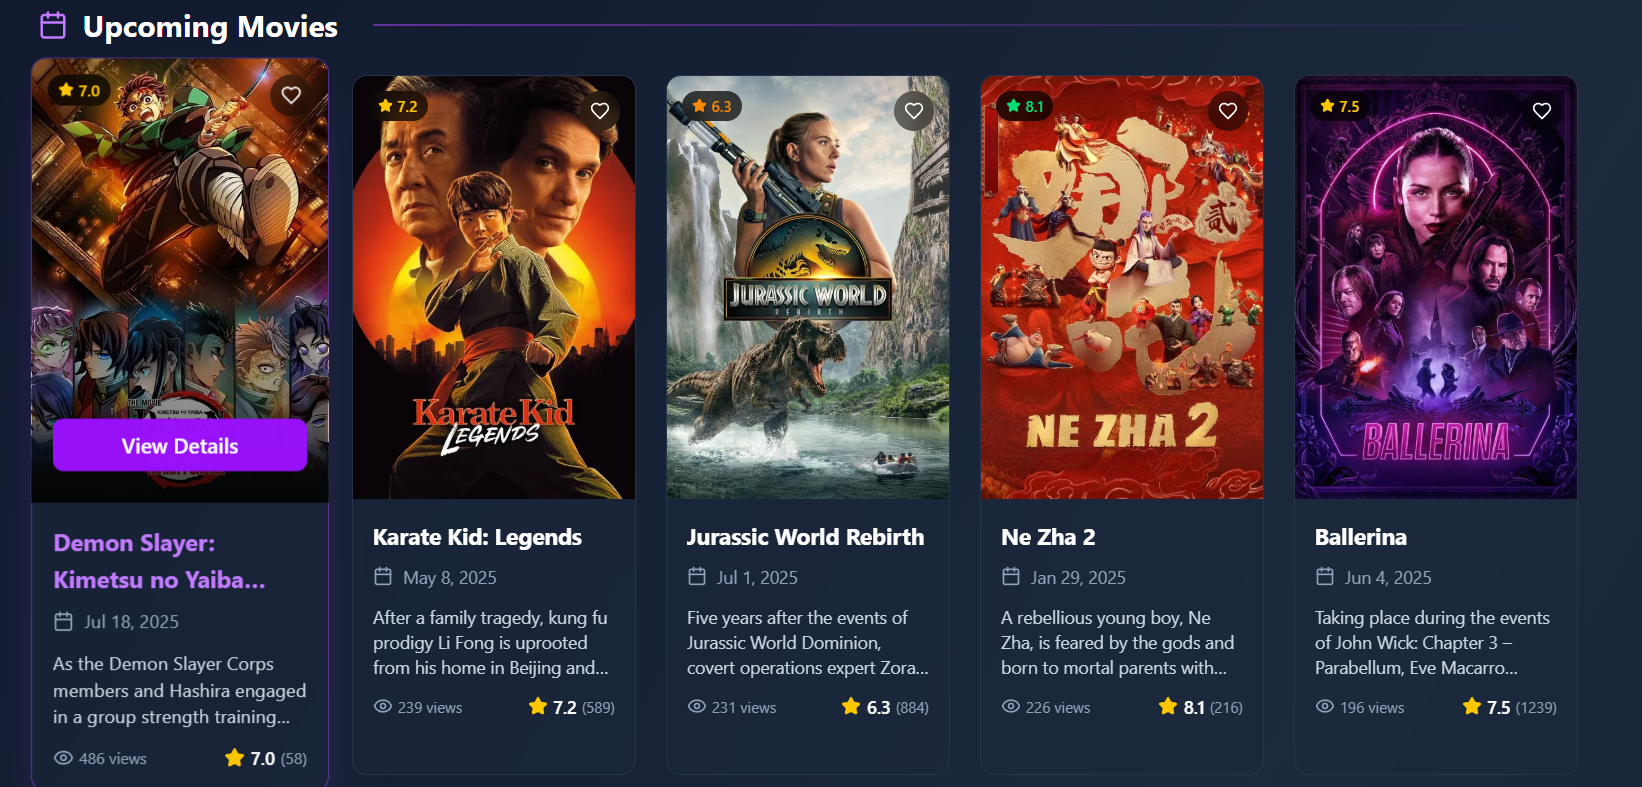 Upcoming Movies
7.0
THE MOVIE
KIMETSU NO YAIBA
View Details
Demon Slayer:
Kimetsu no Yaiba...
Jul 18, 2025
As the Demon Slayer Corps
members and Hashira engaged
in a group strength training...
486 views
7.0 (58)
7.2
Karate Kid
LEGENDS
Karate Kid: Legends
May 8, 2025
After a family tragedy, kung fu
prodigy Li Fong is uprooted
from his home in Beijing and...
239 views
7.2 (589)
6.3
JURASSIC WORLD
REBIRTH
Jurassic World Rebirth
Jul 1, 2025
Five years after the events of
Jurassic World Dominion,
covert operations expert Zora...
231 views
6.3 (884)
8.1
貳
NE ZHA 2
Ne Zha 2
Jan 29, 2025
A rebellious young boy, Ne
Zha, is feared by the gods and
born to mortal parents with...
226 views
8.1 (216)
7.5
BALLERINA
Ballerina
Jun 4, 2025
Taking place during the events
of John Wick: Chapter 3 –
Parabellum, Eve Macarro...
196 views
7.5 (1239)